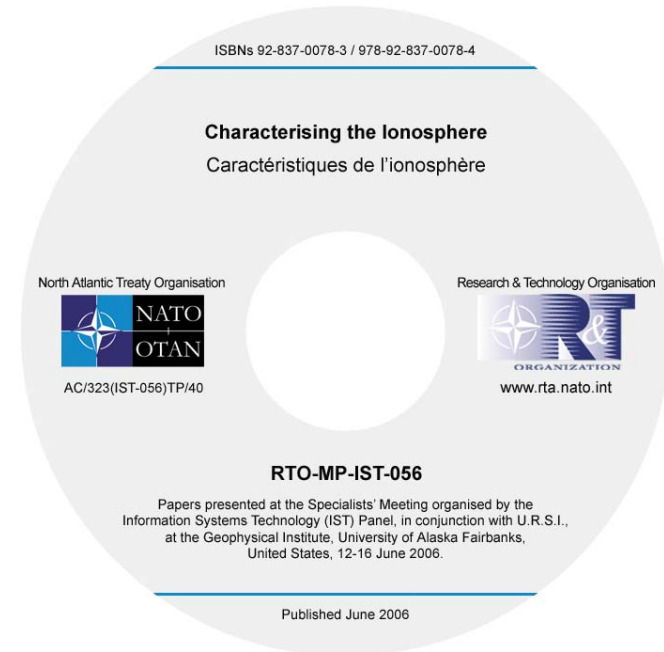 ISBNs 92-837-0078-3 / 978-92-837-0078-4
Characterising the Ionosphere
Caractéristiques de l'ionosphère
North Atlantic Treaty Organisation
NATO
OTAN
AC/323(IST-056)TP/40
Research & Technology Organisation
R&T
ORGANIZATION
www.rta.nato.int
RTO-MP-IST-056
Papers presented at the Specialists' Meeting organised by the
Information Systems Technology (IST) Panel, in conjunction with U.R.S.I.,
at the Geophysical Institute, University of Alaska Fairbanks,
United States, 12-16 June 2006.
Published June 2006